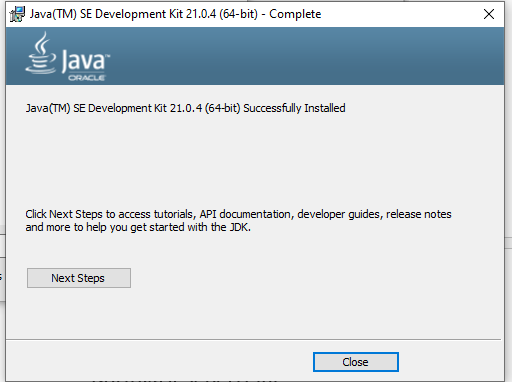 Java(TM) SE Development Kit 21.0.4 (64-bit) - Complete
Java™
ORACLE
Java(TM) SE Development Kit 21.0.4 (64-bit) Successfully Installed
Click Next Steps to access tutorials, API documentation, developer guides, release notes
and more to help you get started with the JDK.
Next Steps
Close